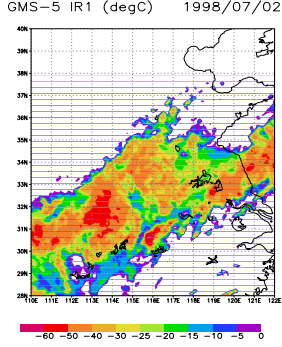 GMS-5 IR1 (degC) 1998/07/02
40N
39N
38N
37N
36N
35N
34N
33N
32N
31N
30N
29N
28N
110E 111E 112E 113E 114E 115E 116E 117E 118E 119E 120E 121E 122E
-60 -50 -40 -30 -25 -20 -15 -10 -5 0